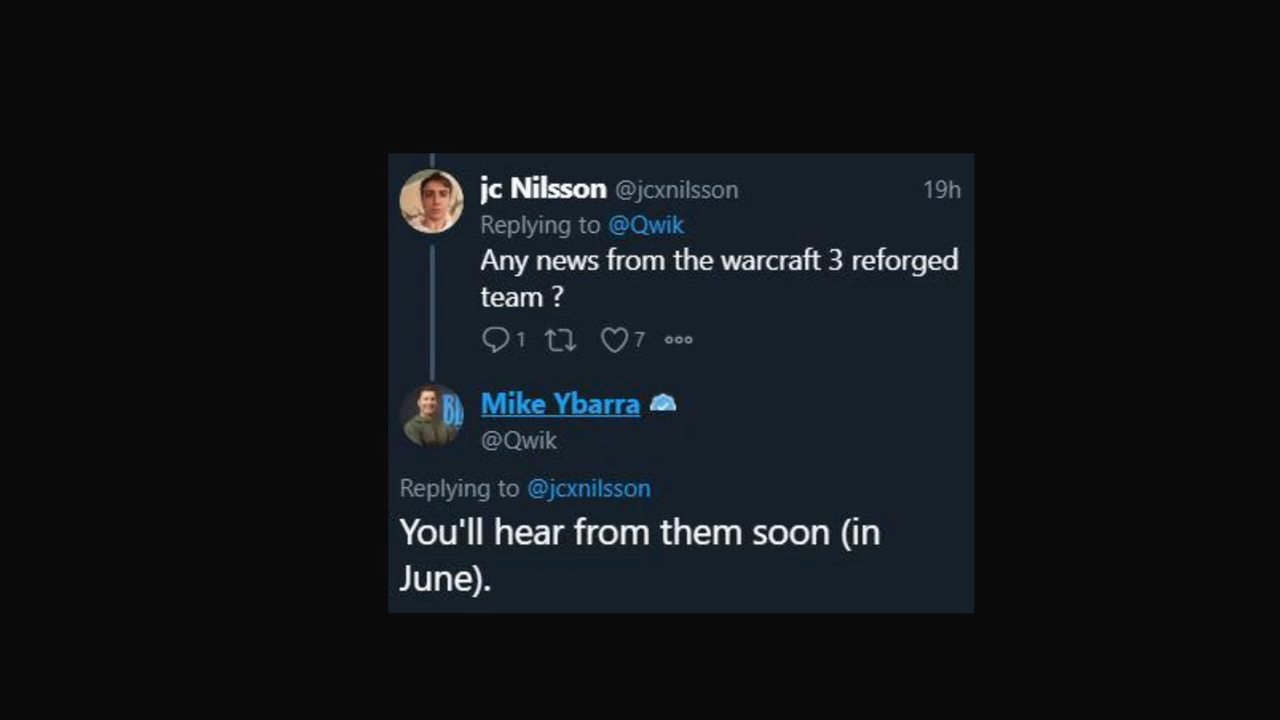 jc Nilsson @jcxnilsson 19h
Replying to @Qwik
Any news from the warcraft 3 reforged
team ?
1 7
Mike Ybarra
@Qwik
Replying to @jcxnilsson
You'll hear from them soon (in
June).